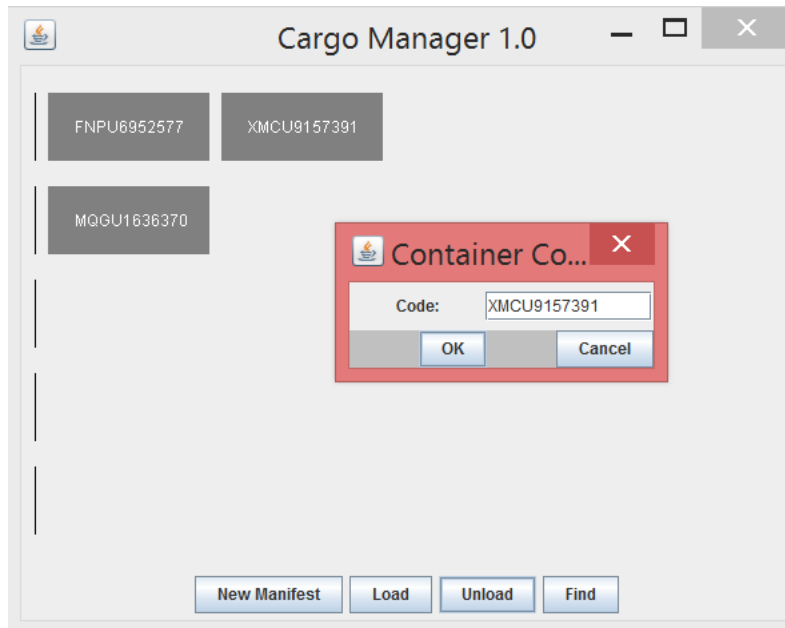 Cargo Manager 1.0
FNPU6952577 XMCU9157391
MQGU1636370
Container Co...
Code: XMCU9157391
OK Cancel
New Manifest Load Unload Find